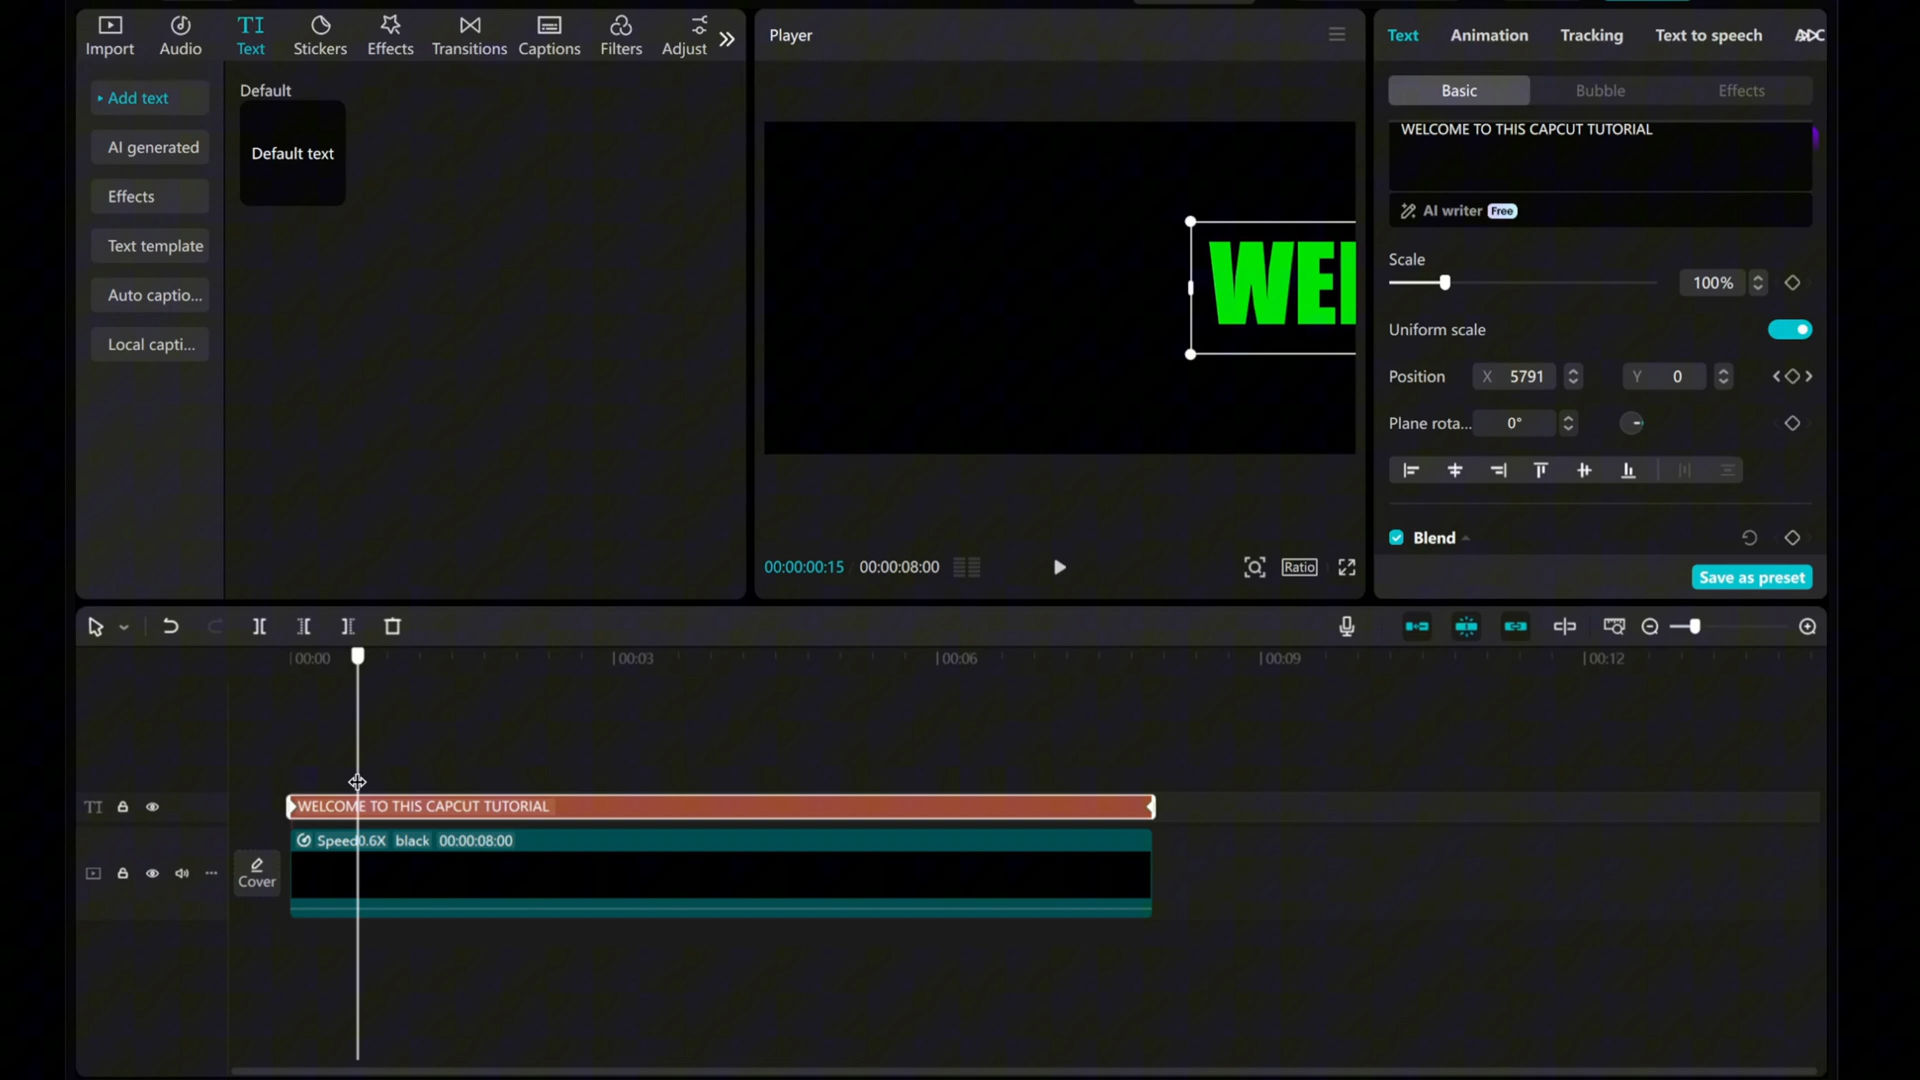 Import
Audio
TI
Text
Stickers
Effects
Transitions
Captions
Filters
Adjust
Add text
AI generated
Effects
Text template
Auto captio...
Local capti...
Default
Default text
Player
WEL
00:00:00:15
00:00:08:00
Ratio
Text
Animation
Tracking
Text to speech
Basic
Bubble
Effects
WELCOME TO THIS CAPCUT TUTORIAL
AI writer Free
Scale
100%
Uniform scale
Position
X 5791
Y 0
Plane rota...
0°
Blend
Save as preset
00:00
00:03
00:06
00:09
00:12
TI
WELCOME TO THIS CAPCUT TUTORIAL
Cover
Speed0.6X black 00:00:08:00